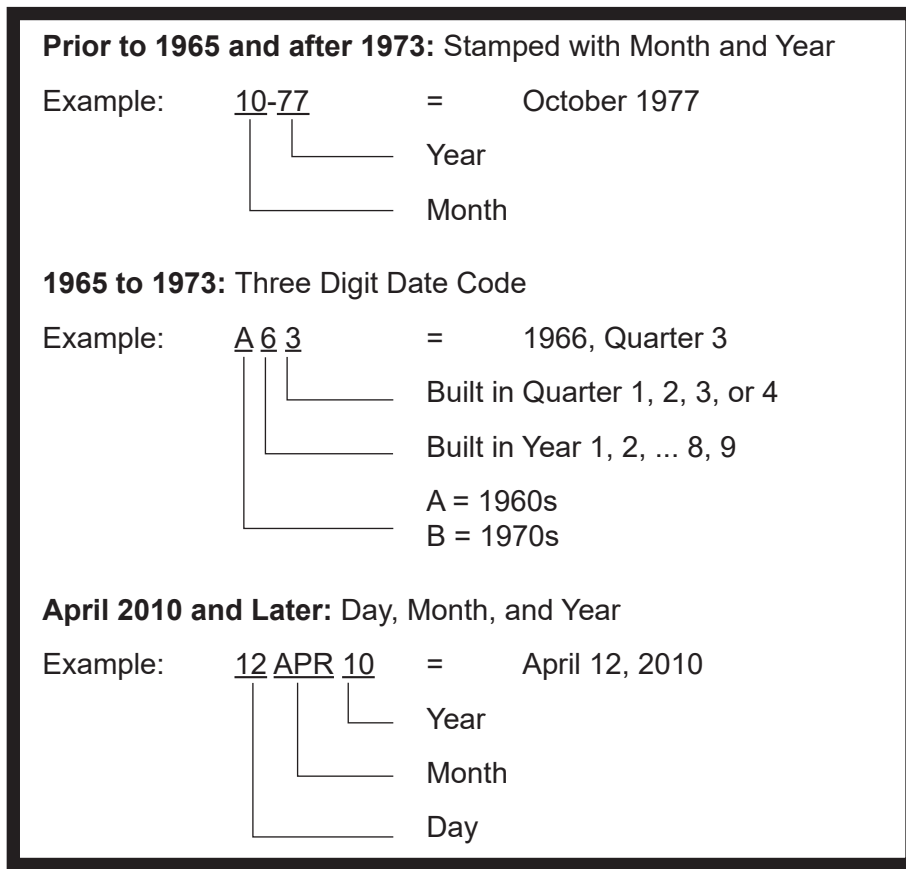 Prior to 1965 and after 1973: Stamped with Month and Year
Example: 10-77 = October 1977
Year
Month
1965 to 1973: Three Digit Date Code
Example: A 6 3 = 1966, Quarter 3
Built in Quarter 1, 2, 3, or 4
Built in Year 1, 2, ... 8, 9
A = 1960s
B = 1970s
April 2010 and Later: Day, Month, and Year
Example: 12 APR 10 = April 12, 2010
Year
Month
Day